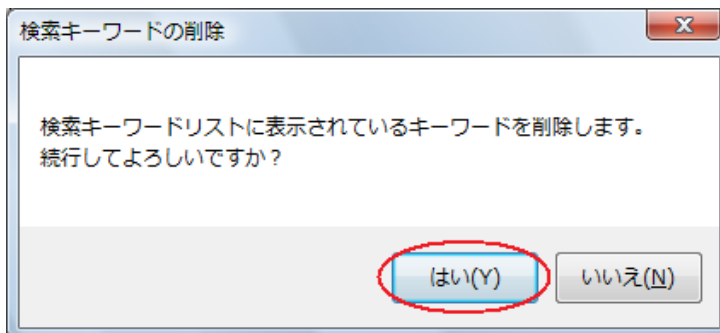 検索キーワードの削除
検索キーワードリストに表示されているキーワードを削除します。
続行してよろしいですか？
はい(Y)
いいえ(N)